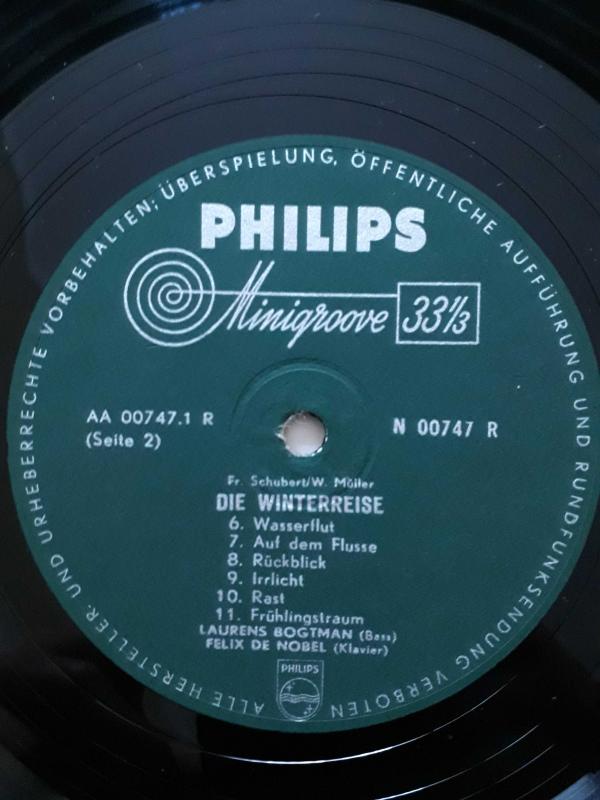 ALLE HERSTELLER- UND URHEBERRECHTE VORBEHALTEN; ÜBERSPIELUNG, ÖFFENTLICHE AUFFÜHRUNG UND RUNDFUNKSENDUNG VERBOTEN
PHILIPS
Minigroove 33⅓
AA 00747.1 R
(Seite 2)
N 00747 R
Fr. Schubert/W. Müller
DIE WINTERREISE
6. Wasserflut
7. Auf dem Flusse
8. Rückblick
9. Irrlicht
10. Rast
11. Frühlingstraum
LAURENS BOGTMAN (Bass)
FELIX DE NOBEL (Klavier)
PHILIPS